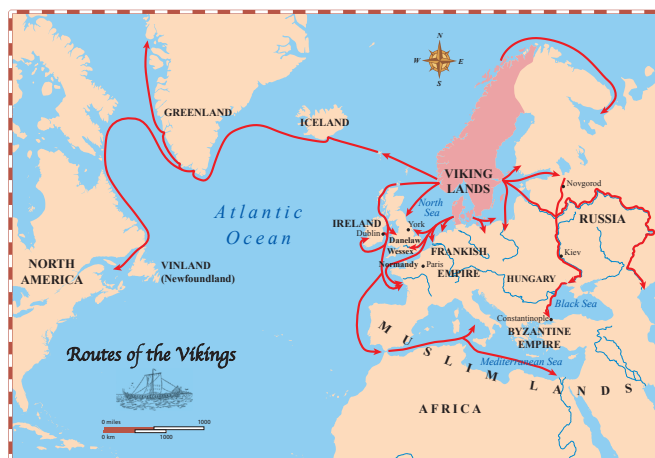 N
W E
S
GREENLAND
ICELAND
VIKING
LANDS
Novgorod
North
Sea
RUSSIA
Atlantic
Ocean
IRELAND
York
Dublin
Danelaw
Wessex
FRANKISH
EMPIRE
Normandy
Paris
Kiev
NORTH
AMERICA
VINLAND
(Newfoundland)
HUNGARY
Black Sea
Constantinople
BYZANTINE
EMPIRE
MUSLIM LANDS
Mediterranean Sea
Routes of the Vikings
AFRICA
0 miles 1000
0 km 1000